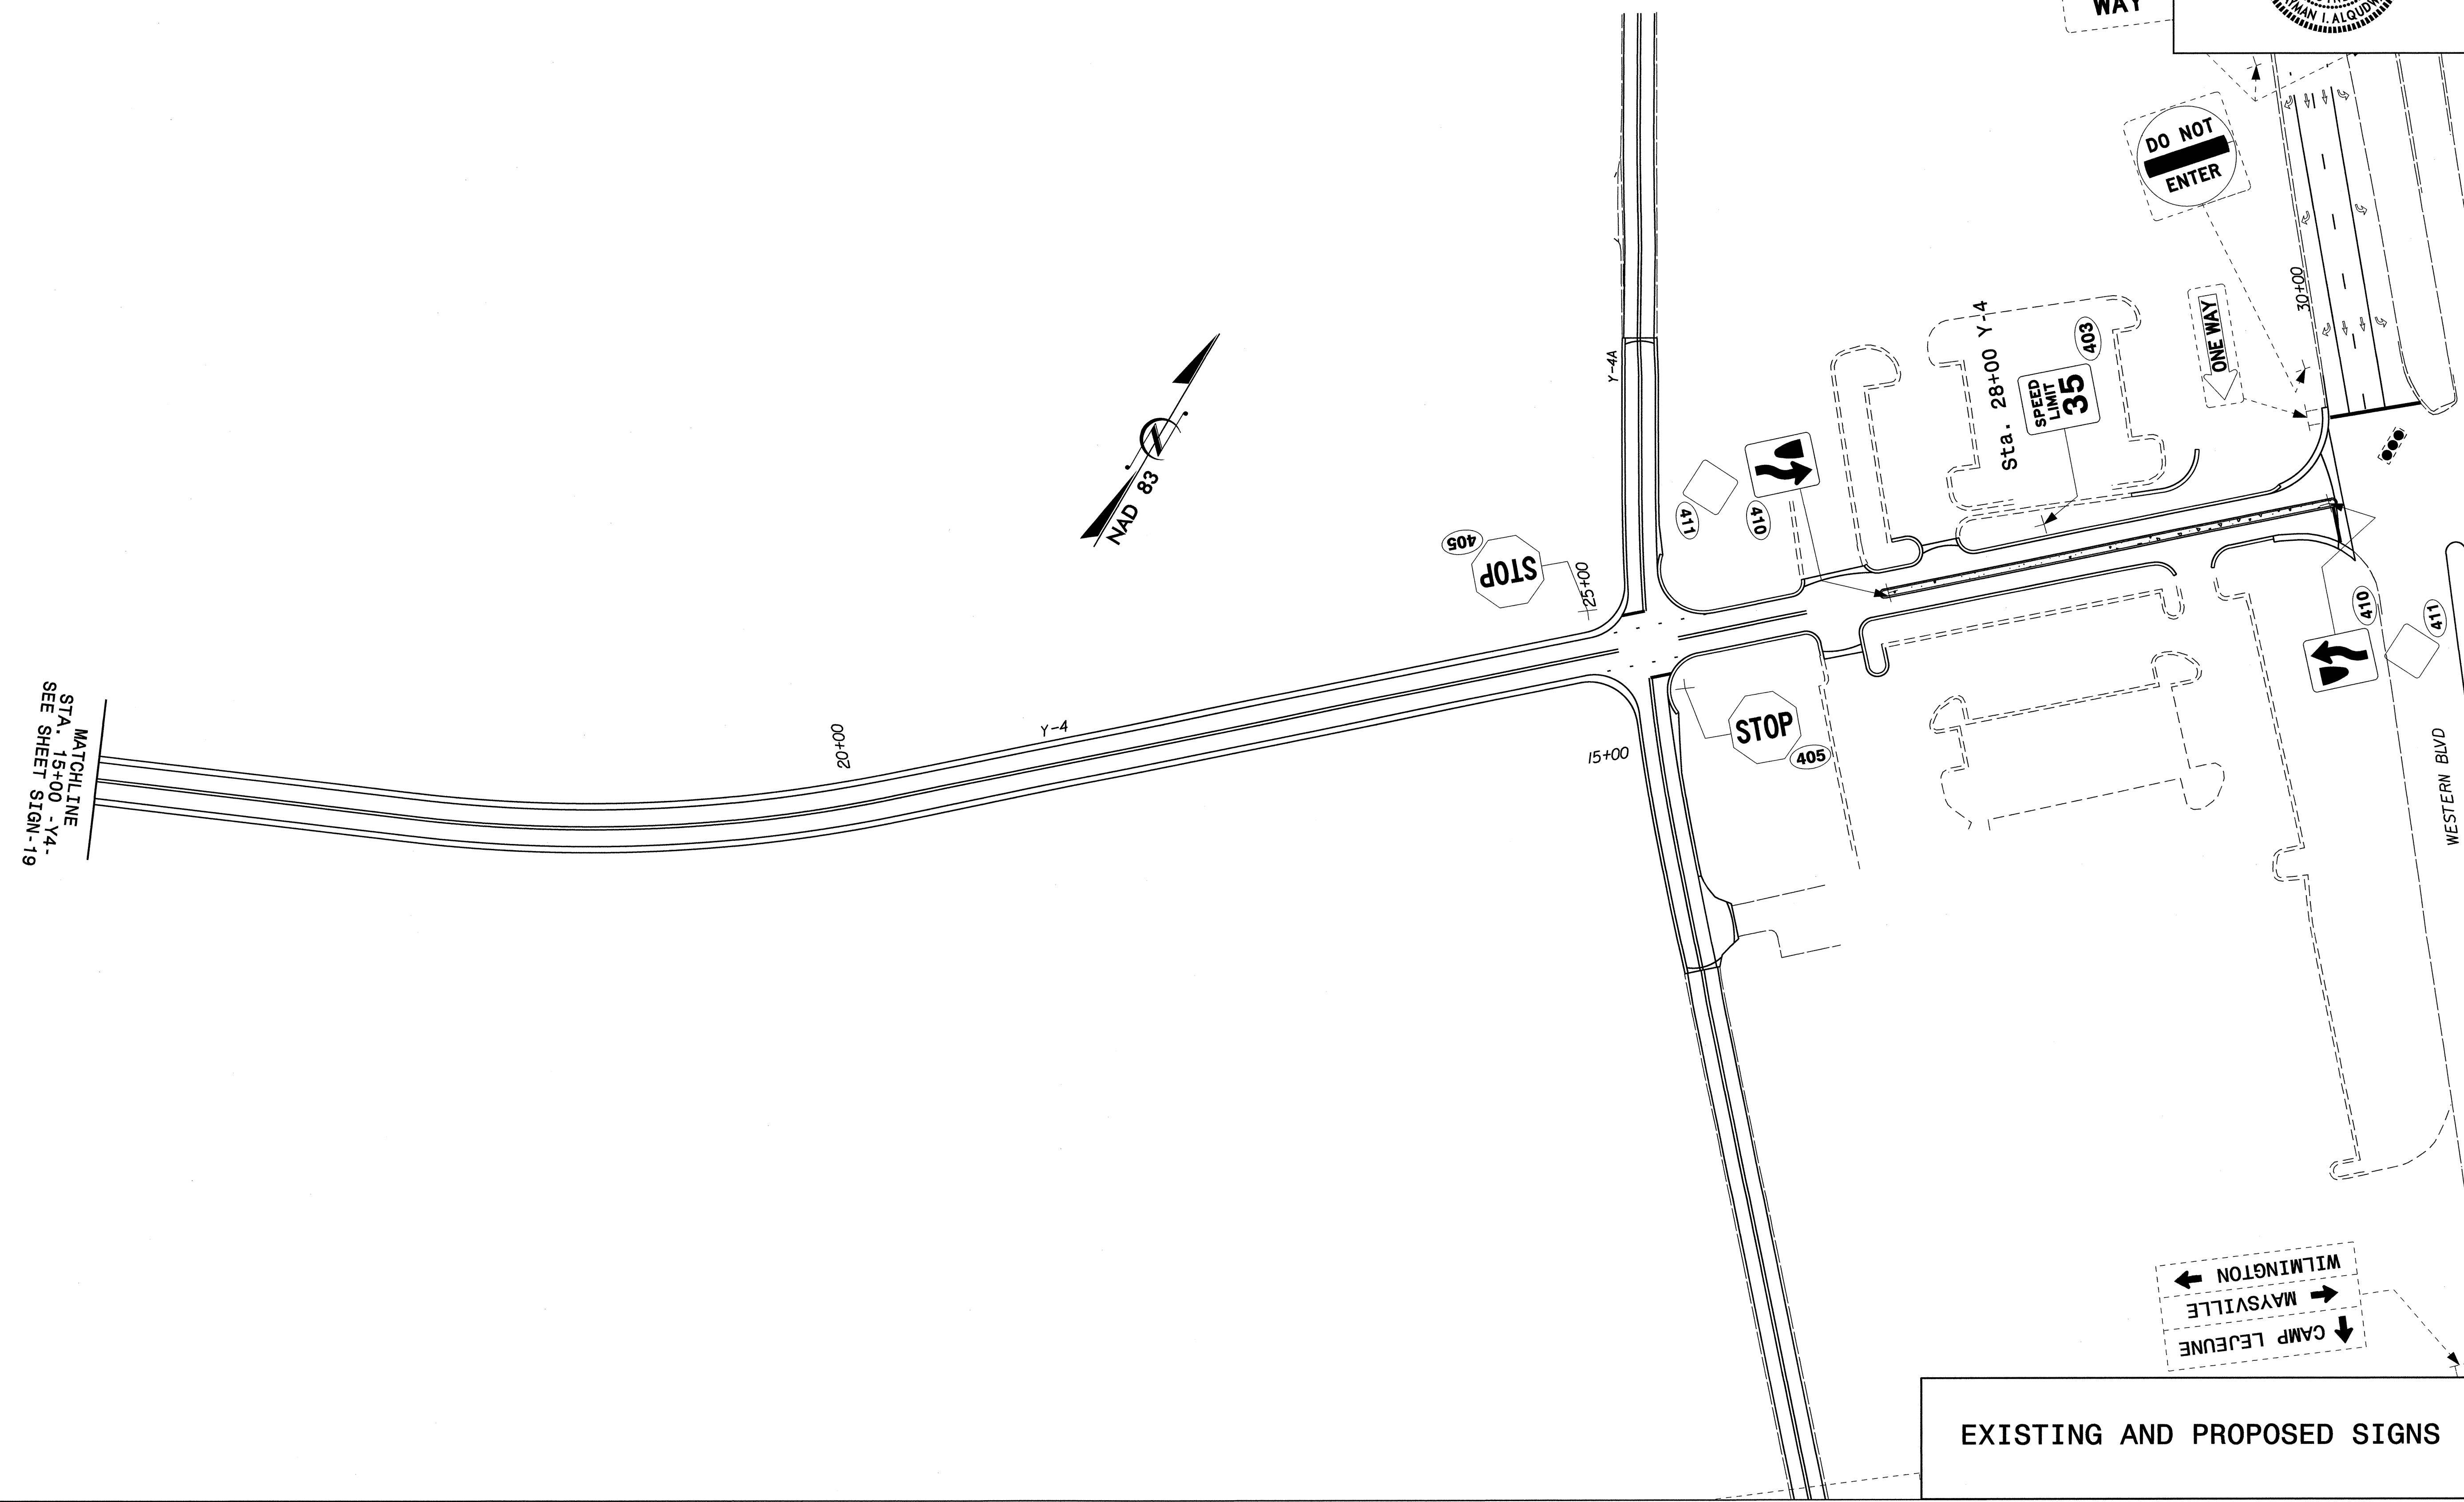 WAY
AYMAN I. ALQUDW
DO NOT
ENTER
ONE WAY
30+00
Sta. 28+00 Y-4
403
SPEED
LIMIT
35
Y-4A
NAD 83
411
410
405
STOP
25+00
410
411
MATCHLINE
STA. 15+00 -Y4-
SEE SHEET SIGN-19
20+00
Y-4
15+00
STOP
405
WESTERN BLVD
WILMINGTON
MAYSVILLE
CAMP LEJEUNE
EXISTING AND PROPOSED SIGNS